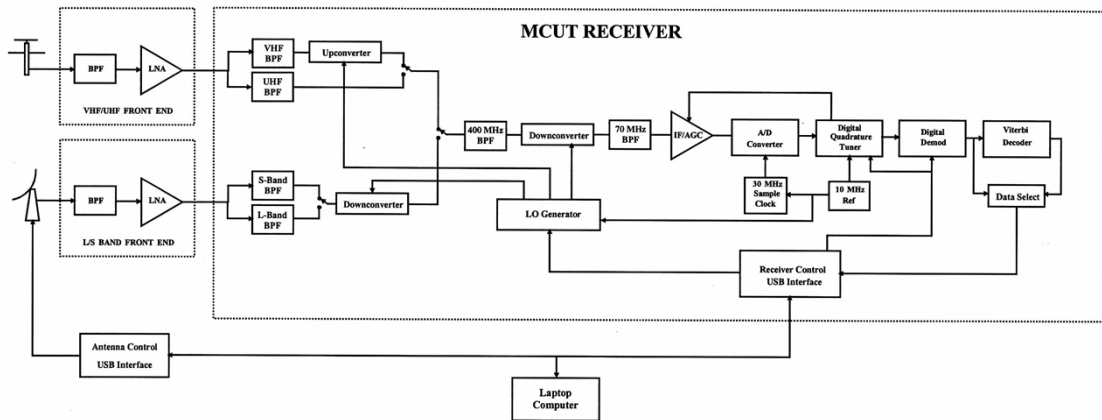 MCUT RECEIVER
BPF
LNA
VHF/UHF FRONT END
VHF
BPF
Upconverter
UHF
BPF
400 MHz
BPF
Downconverter
70 MHz
BPF
IF/AGC
A/D
Converter
Digital
Quadrature
Tuner
Digital
Demod
Viterbi
Decoder
30 MHz
Sample
Clock
10 MHz
Ref
Data Select
BPF
LNA
L/S BAND FRONT END
S-Band
BPF
L-Band
BPF
Downconverter
LO Generator
Receiver Control
USB Interface
Antenna Control
USB Interface
Laptop
Computer